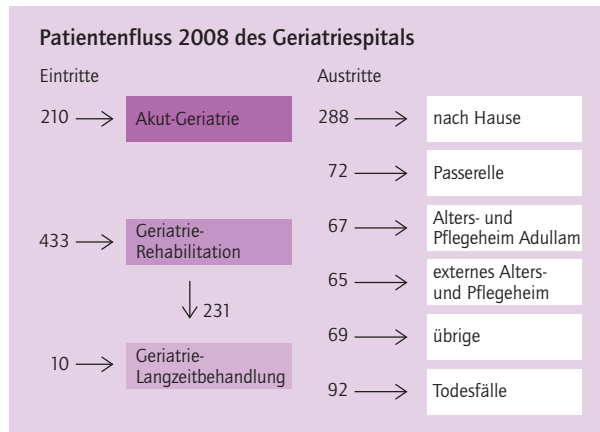 Patientenfluss 2008 des Geriatriespitals
Eintritte
210
Akut-Geriatrie
433
Geriatrie-
Rehabilitation
231
10
Geriatrie-
Langzeitbehandlung
Austritte
288
nach Hause
72
Passerelle
67
Alters- und
Pflegeheim Adullam
65
externes Alters-
und Pflegeheim
69
übrige
92
Todesfälle